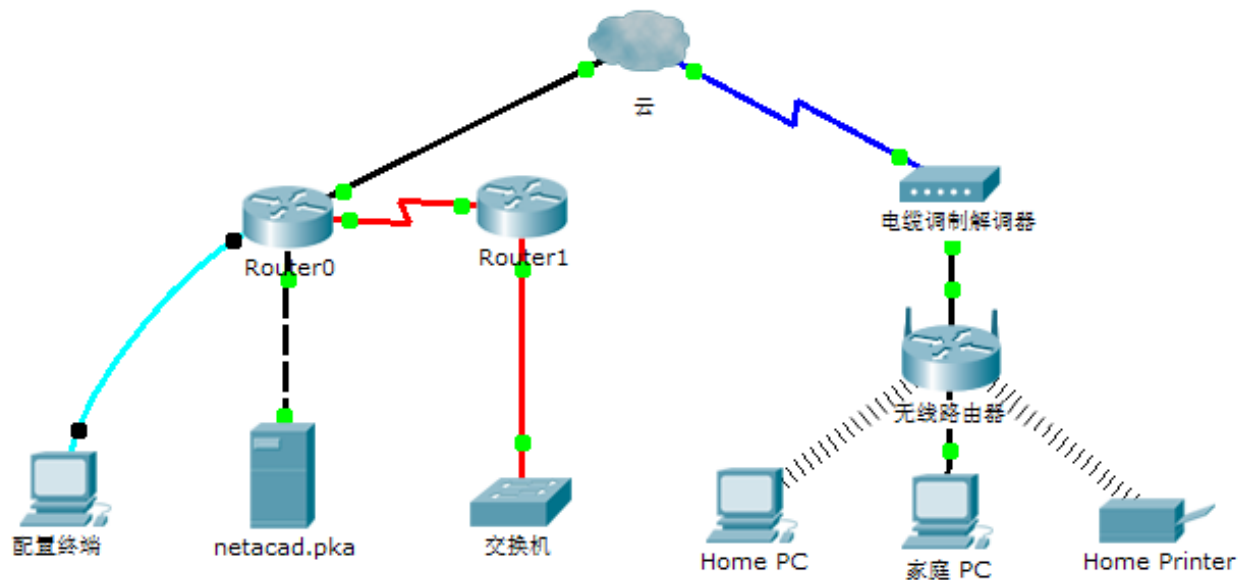 云
电缆调制解调器
Router0
Router1
无线路由器
配置终端
netacad.pka
交换机
Home PC
家庭 PC
Home Printer